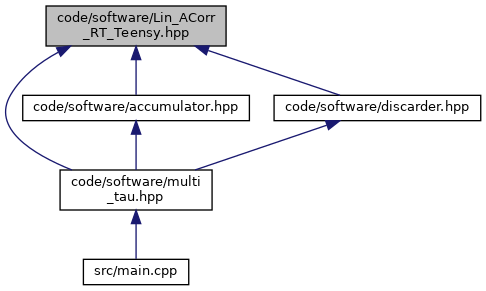 code/software/Lin_ACorr
_RT_Teensy.hpp
code/software/accumulator.hpp
code/software/discarder.hpp
code/software/multi
_tau.hpp
src/main.cpp